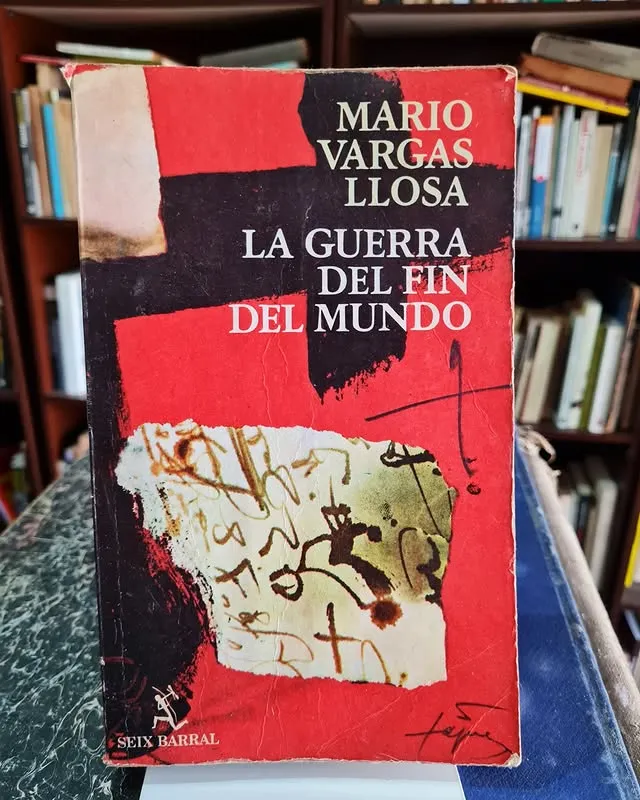 MARIO
VARGAS
LLOSA
LA GUERRA
DEL FIN
DEL MUNDO
SEIX BARRAL